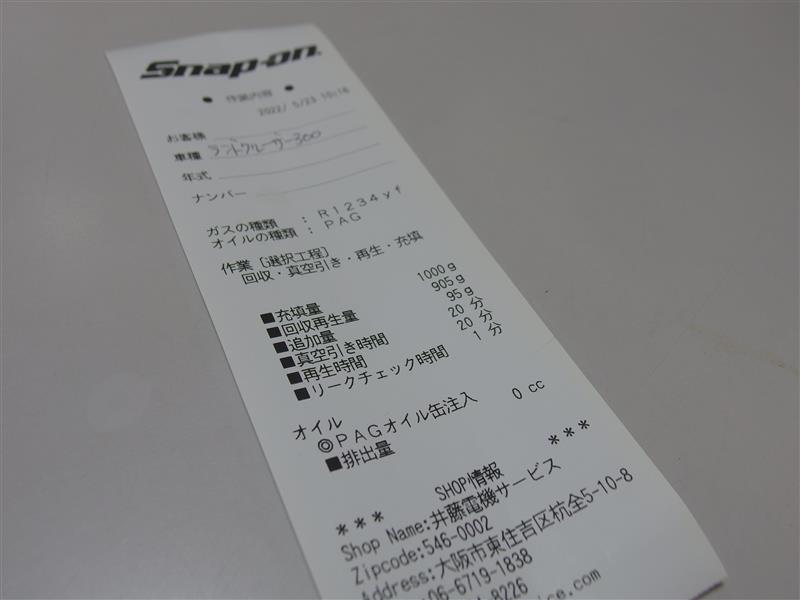 Snap-on
● 作業内容 ●
2022/ 5/23 10:16
お客様
車種 ランドクルーザー300
年式
ナンバー
ガスの種類 : R1234yf
オイルの種類 : PAG
作業 [選択工程]
回収・真空引き・再生・充填
■充填量 1000g
■回収再生量 905g
■追加量 95g
■真空引き時間 20 分
■再生時間 20 分
■リークチェック時間 1 分
オイル
◎PAGオイル缶注入
■排出量 0 cc
*** SHOP情報 ***
Shop Name:井藤電機サービス
Zipcode:546-0002
Address:大阪市東住吉区杭全5-10-8
06-6719-1838
8226
.com